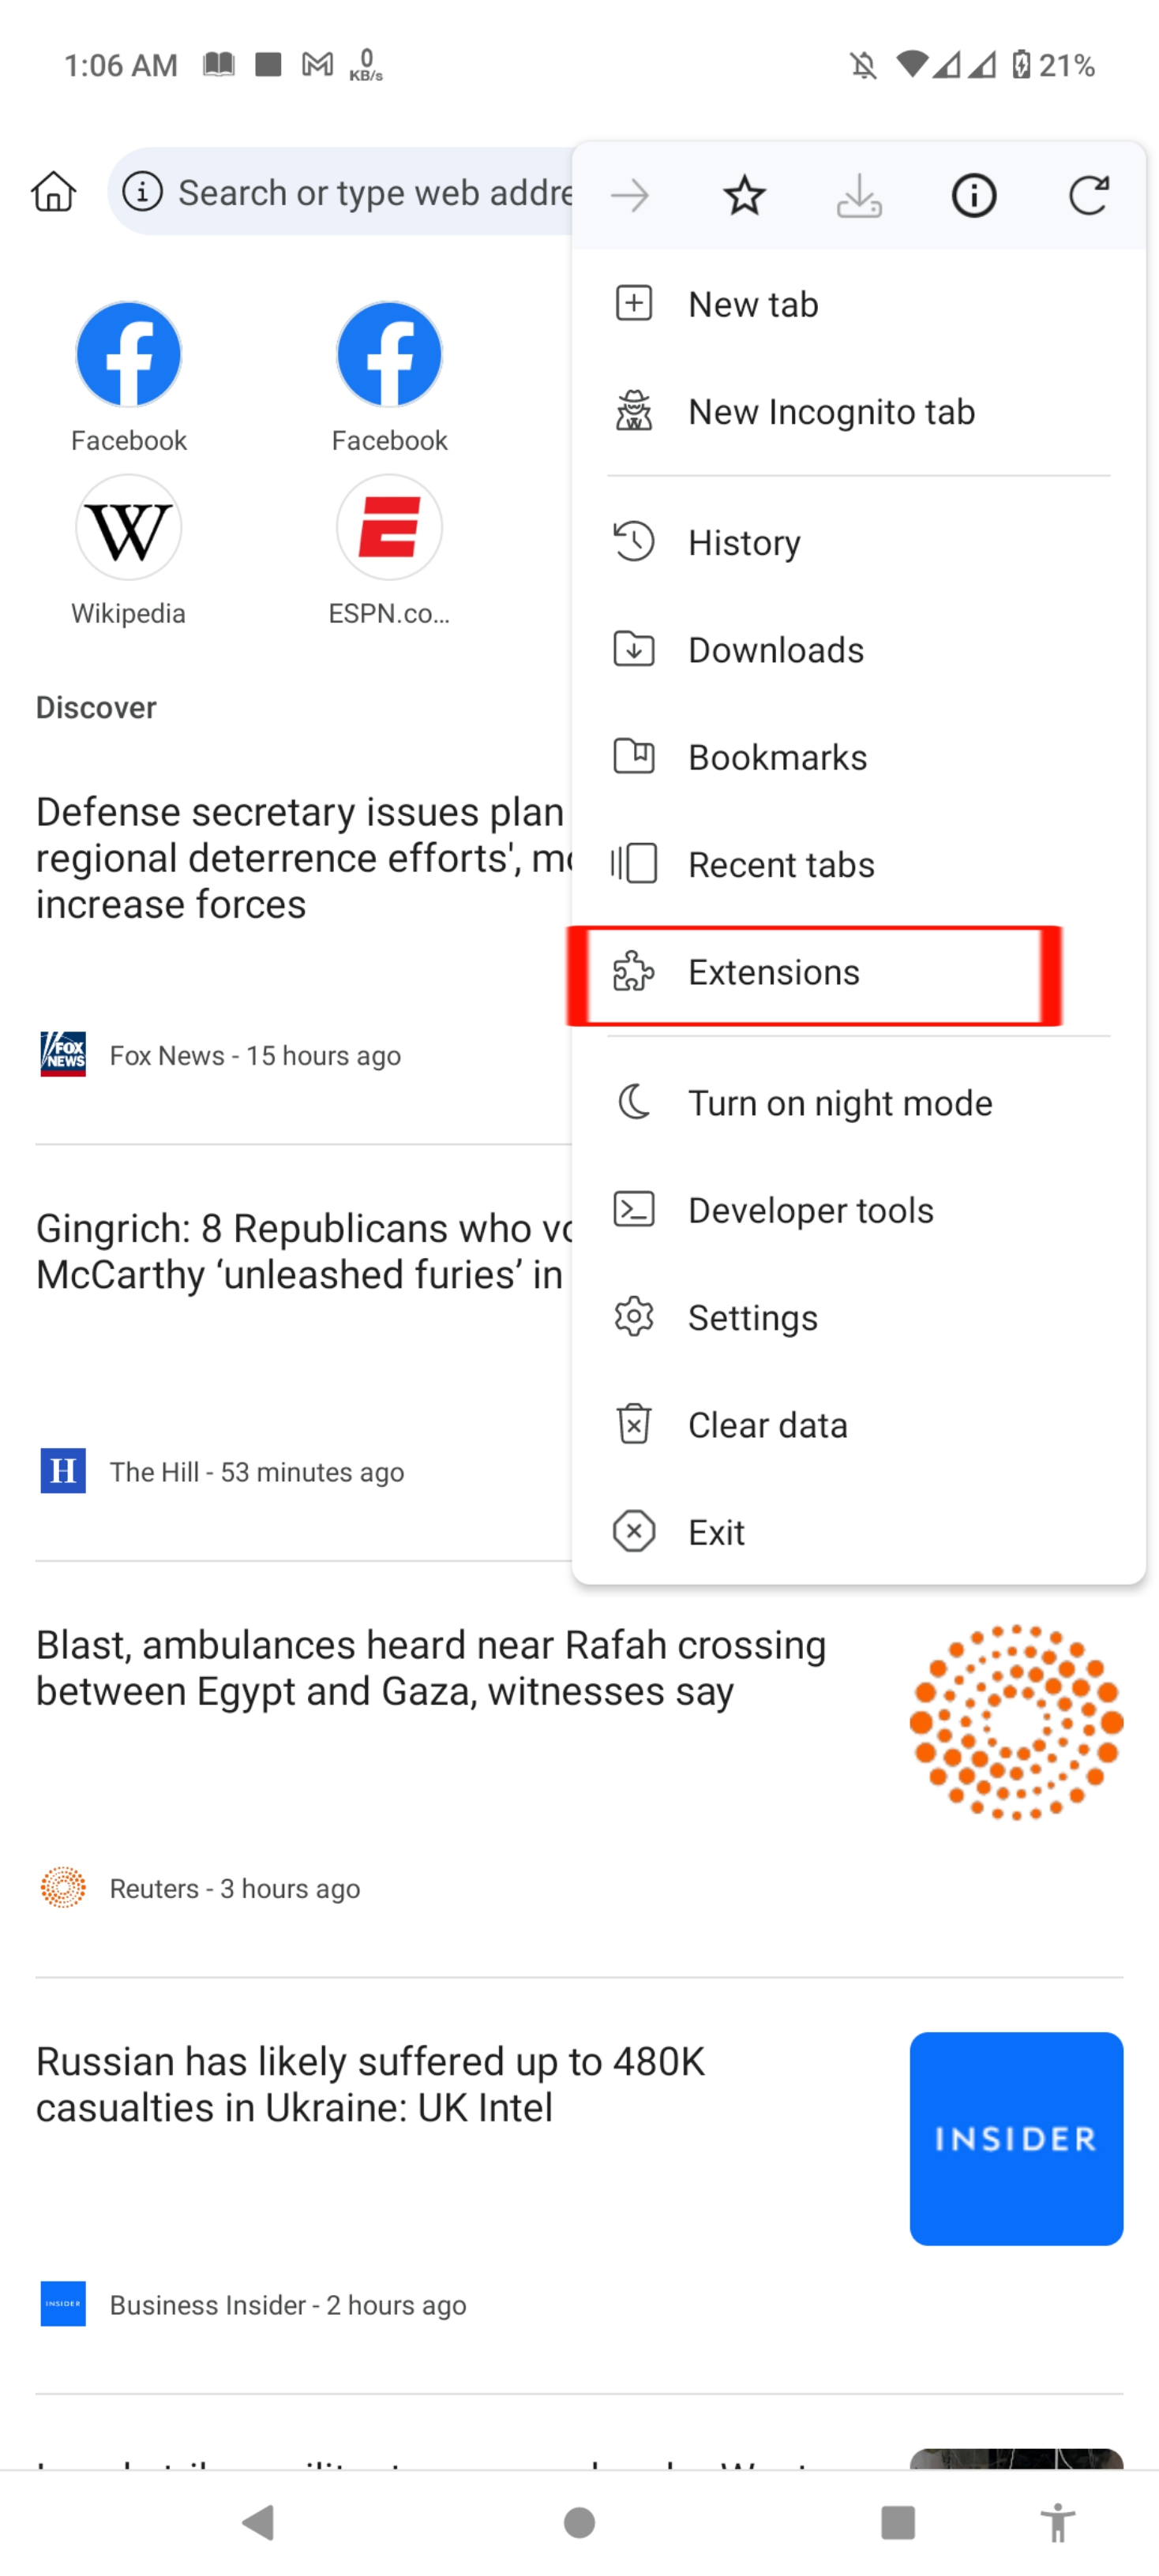 1:06 AM
0
KB/s
21%
Search or type web addre
Facebook
Facebook
W
Wikipedia
E
ESPN.co...
Discover
Defense secretary issues plan
regional deterrence efforts', mo
increase forces
FOX
NEWS
Fox News - 15 hours ago
Gingrich: 8 Republicans who vo
McCarthy ‘unleashed furies’ in
H
The Hill - 53 minutes ago
New tab
New Incognito tab
History
Downloads
Bookmarks
Recent tabs
Extensions
Turn on night mode
Developer tools
Settings
Clear data
Exit
Blast, ambulances heard near Rafah crossing
between Egypt and Gaza, witnesses say
Reuters - 3 hours ago
Russian has likely suffered up to 480K
casualties in Ukraine: UK Intel
INSIDER
INSIDER
Business Insider - 2 hours ago